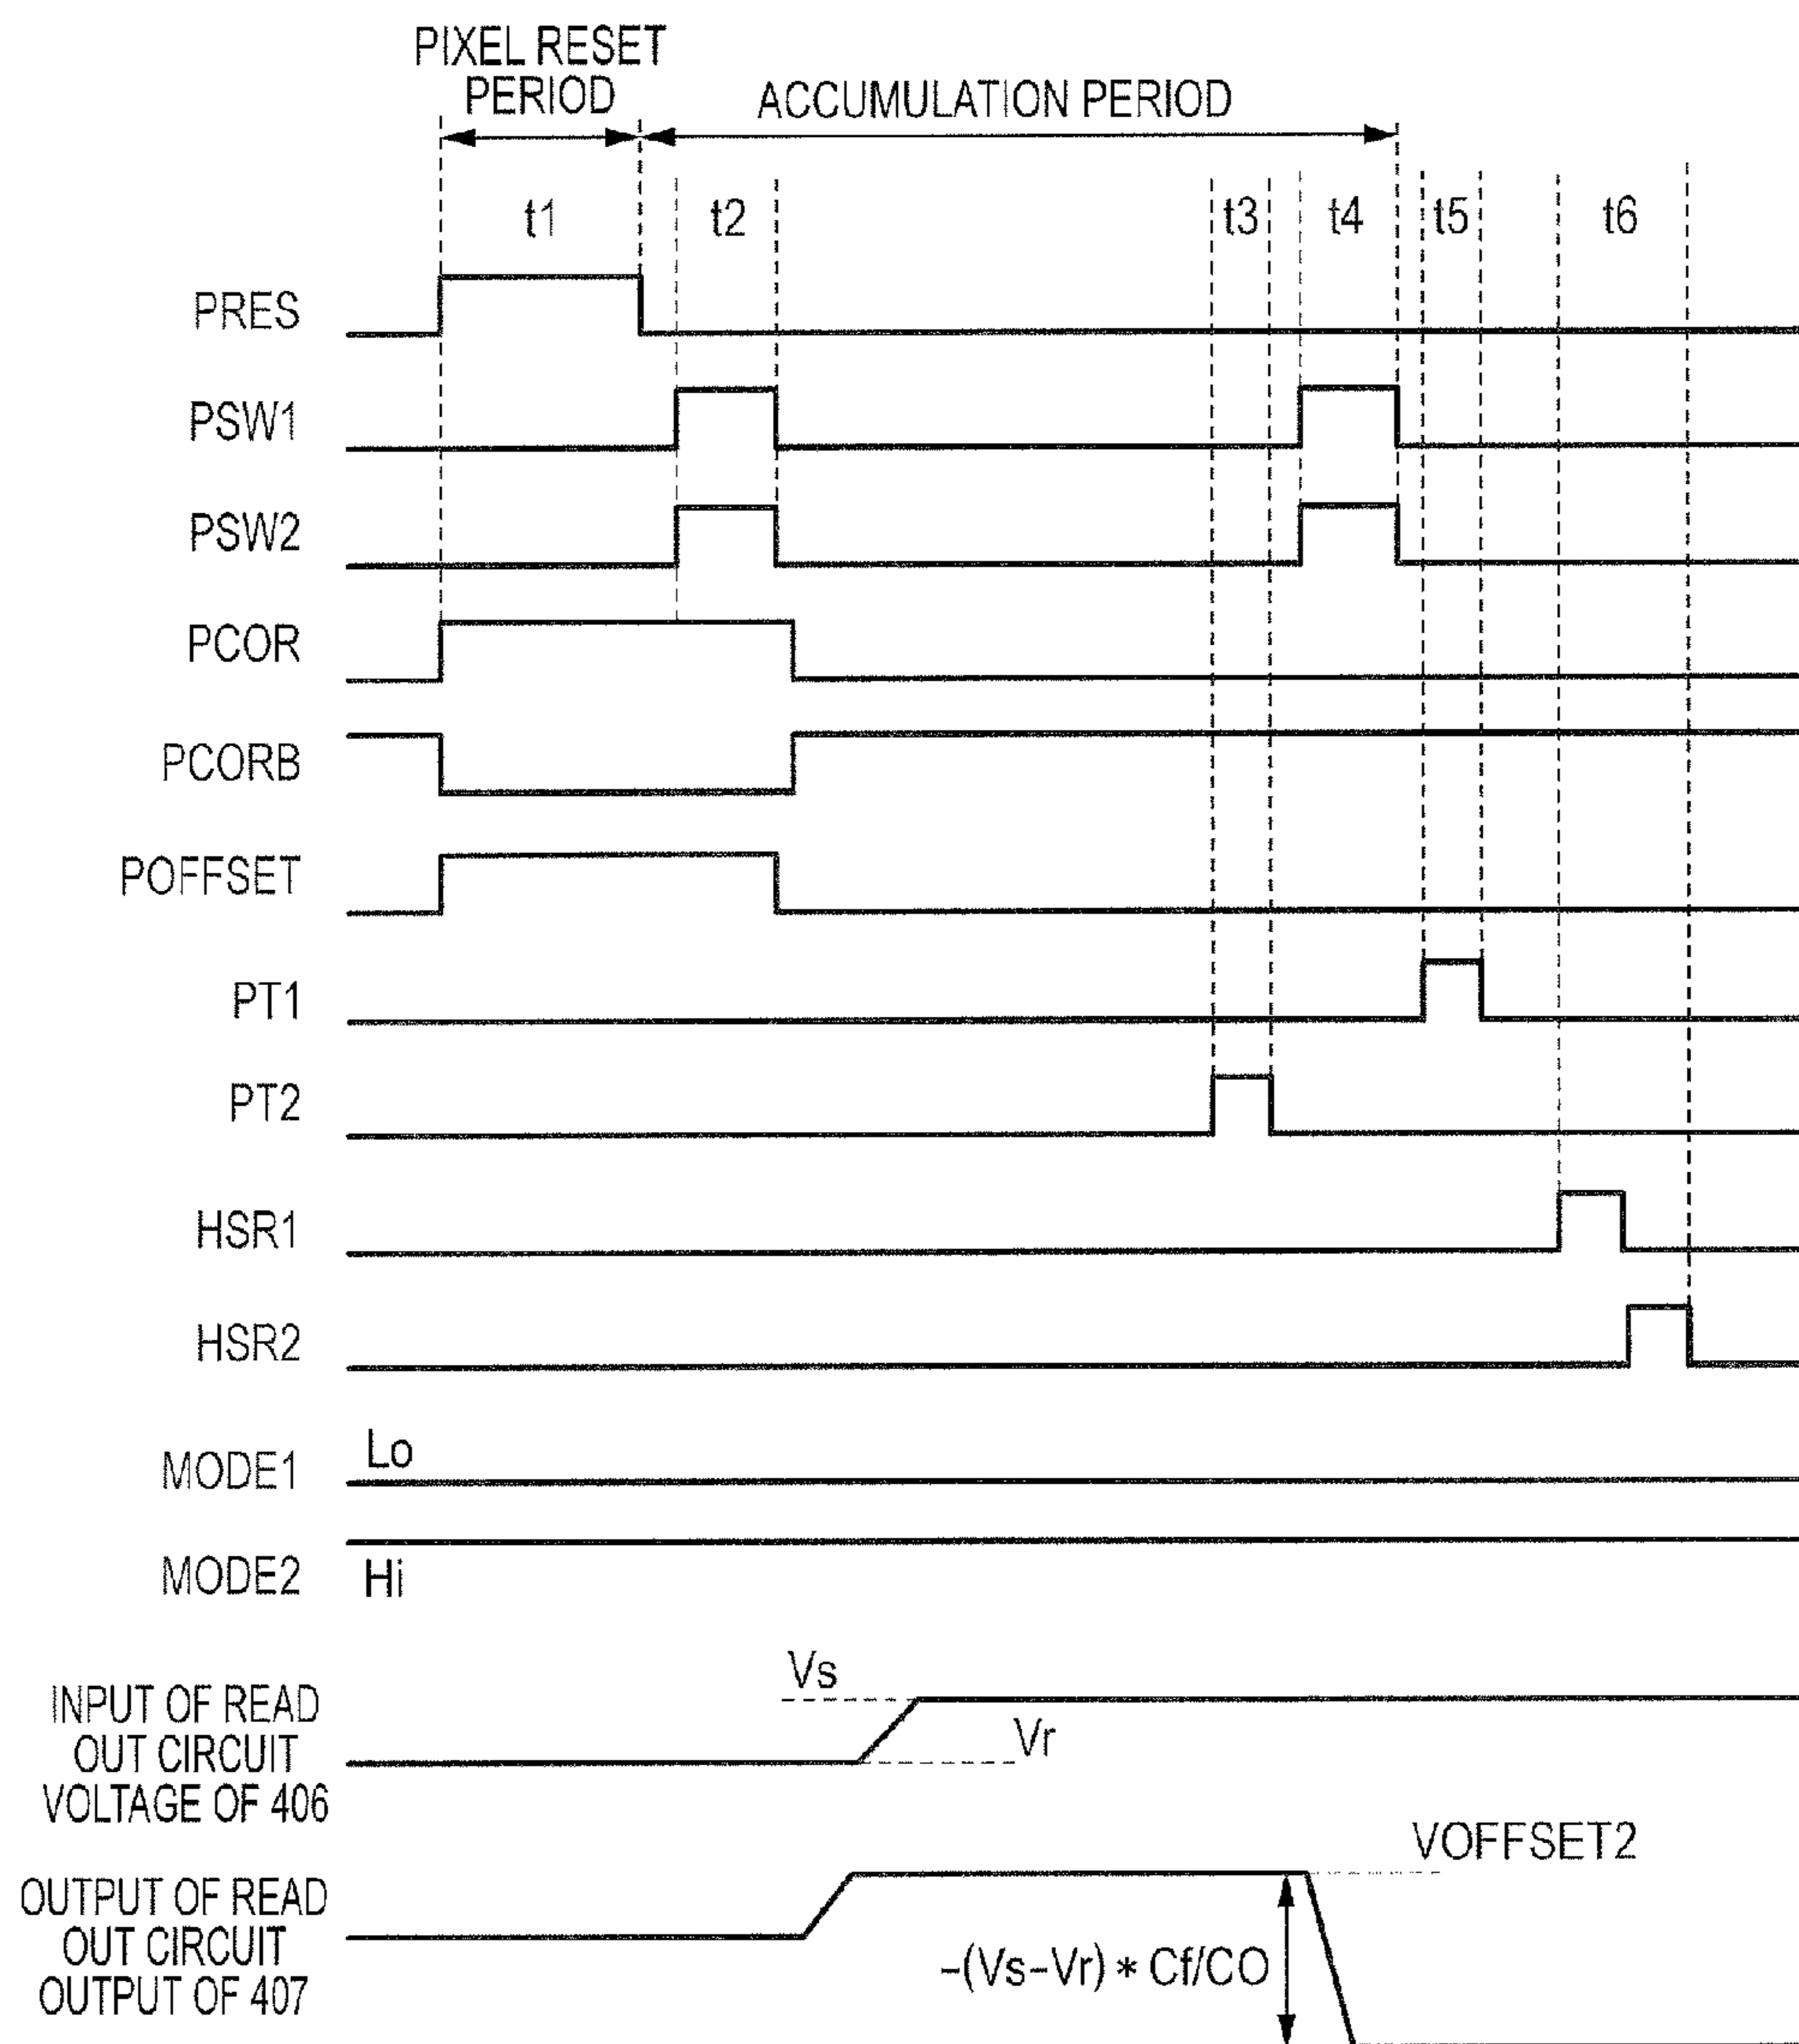 PIXEL RESET
PERIOD
ACCUMULATION PERIOD
t1
t2
t3
t4
t5
t6
PRES
PSW1
PSW2
PCOR
PCORB
POFFSET
PT1
PT2
HSR1
HSR2
MODE1
Lo
MODE2
Hi
Vs
Vr
INPUT OF READ
OUT CIRCUIT
VOLTAGE OF 406
VOFFSET2
OUTPUT OF READ
OUT CIRCUIT
OUTPUT OF 407
-(Vs-Vr) * Cf/CO